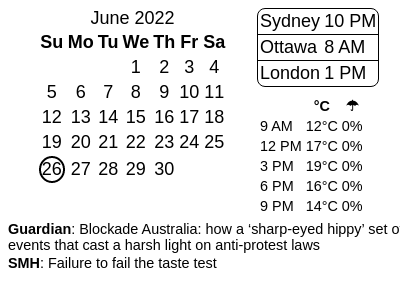 June 2022
Su Mo Tu We Th Fr Sa
1 2 3 4
5 6 7 8 9 10 11
12 13 14 15 16 17 18
19 20 21 22 23 24 25
26 27 28 29 30
Sydney 10 PM
Ottawa 8 AM
London 1 PM
°C ☂
9 AM 12°C 0%
12 PM 17°C 0%
3 PM 19°C 0%
6 PM 16°C 0%
9 PM 14°C 0%
Guardian: Blockade Australia: how a ‘sharp-eyed hippy’ set o
events that cast a harsh light on anti-protest laws
SMH: Failure to fail the taste test